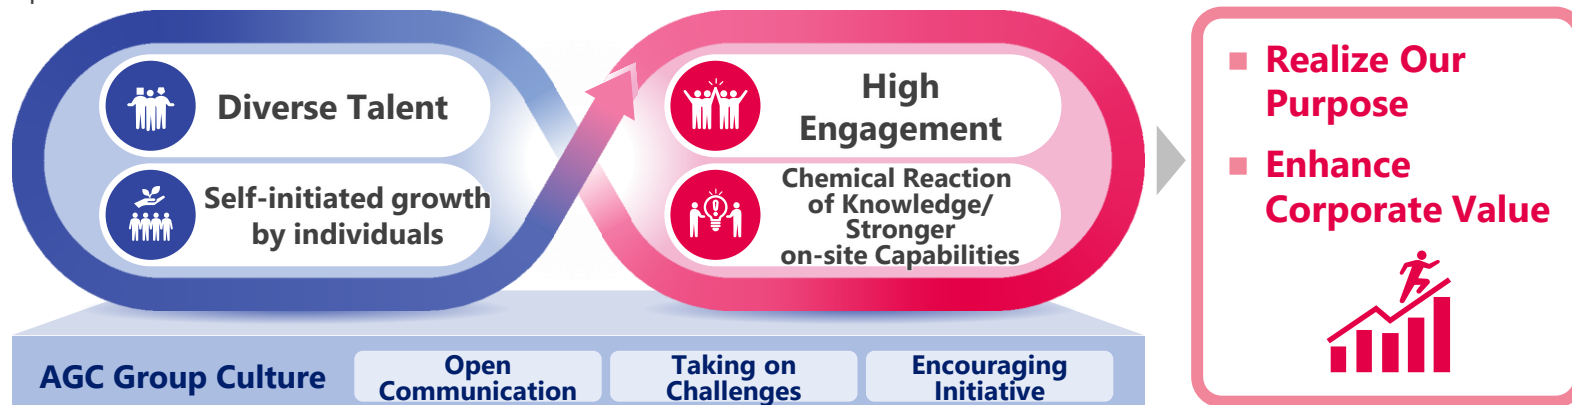 Diverse Talent
Self-initiated growth
by individuals
High
Engagement
Chemical Reaction
of Knowledge/
Stronger
on-site Capabilities
Realize Our
Purpose
Enhance
Corporate Value
AGC Group Culture
Open
Communication
Taking on
Challenges
Encouraging
Initiative